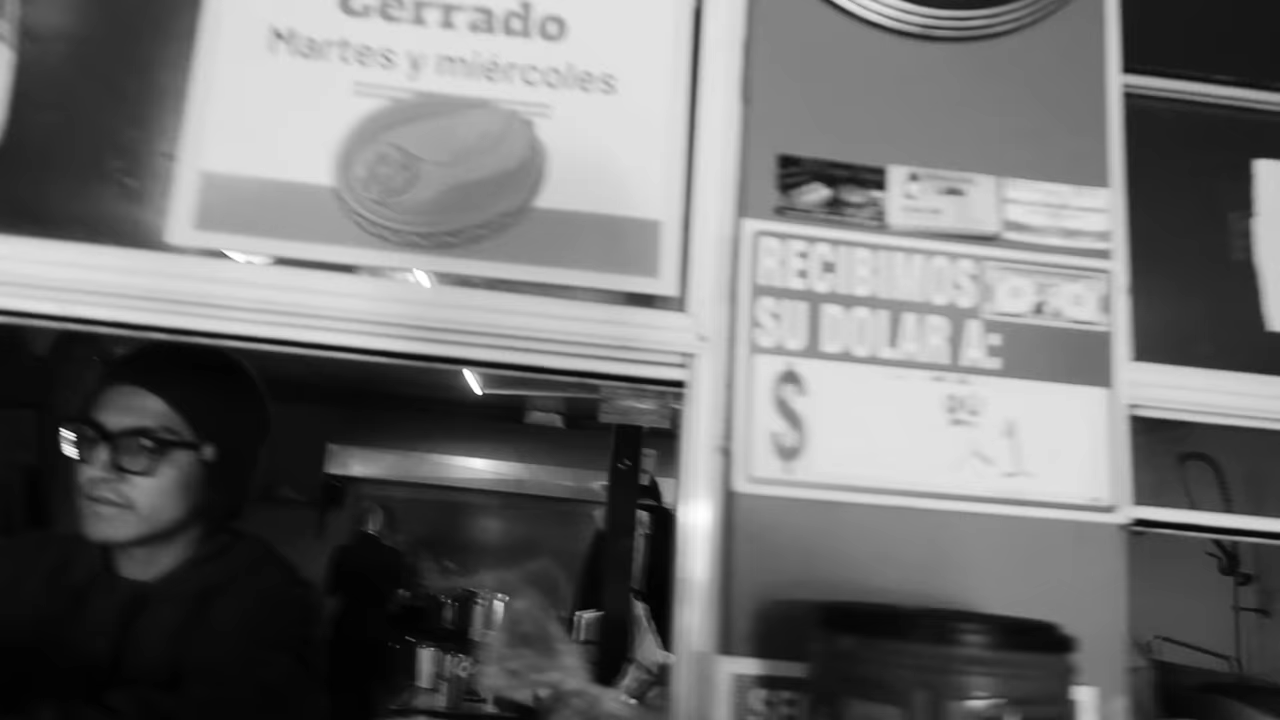 Cerrado
Martes y miércoles
RECIBIMOS
SU DOLAR A:
$